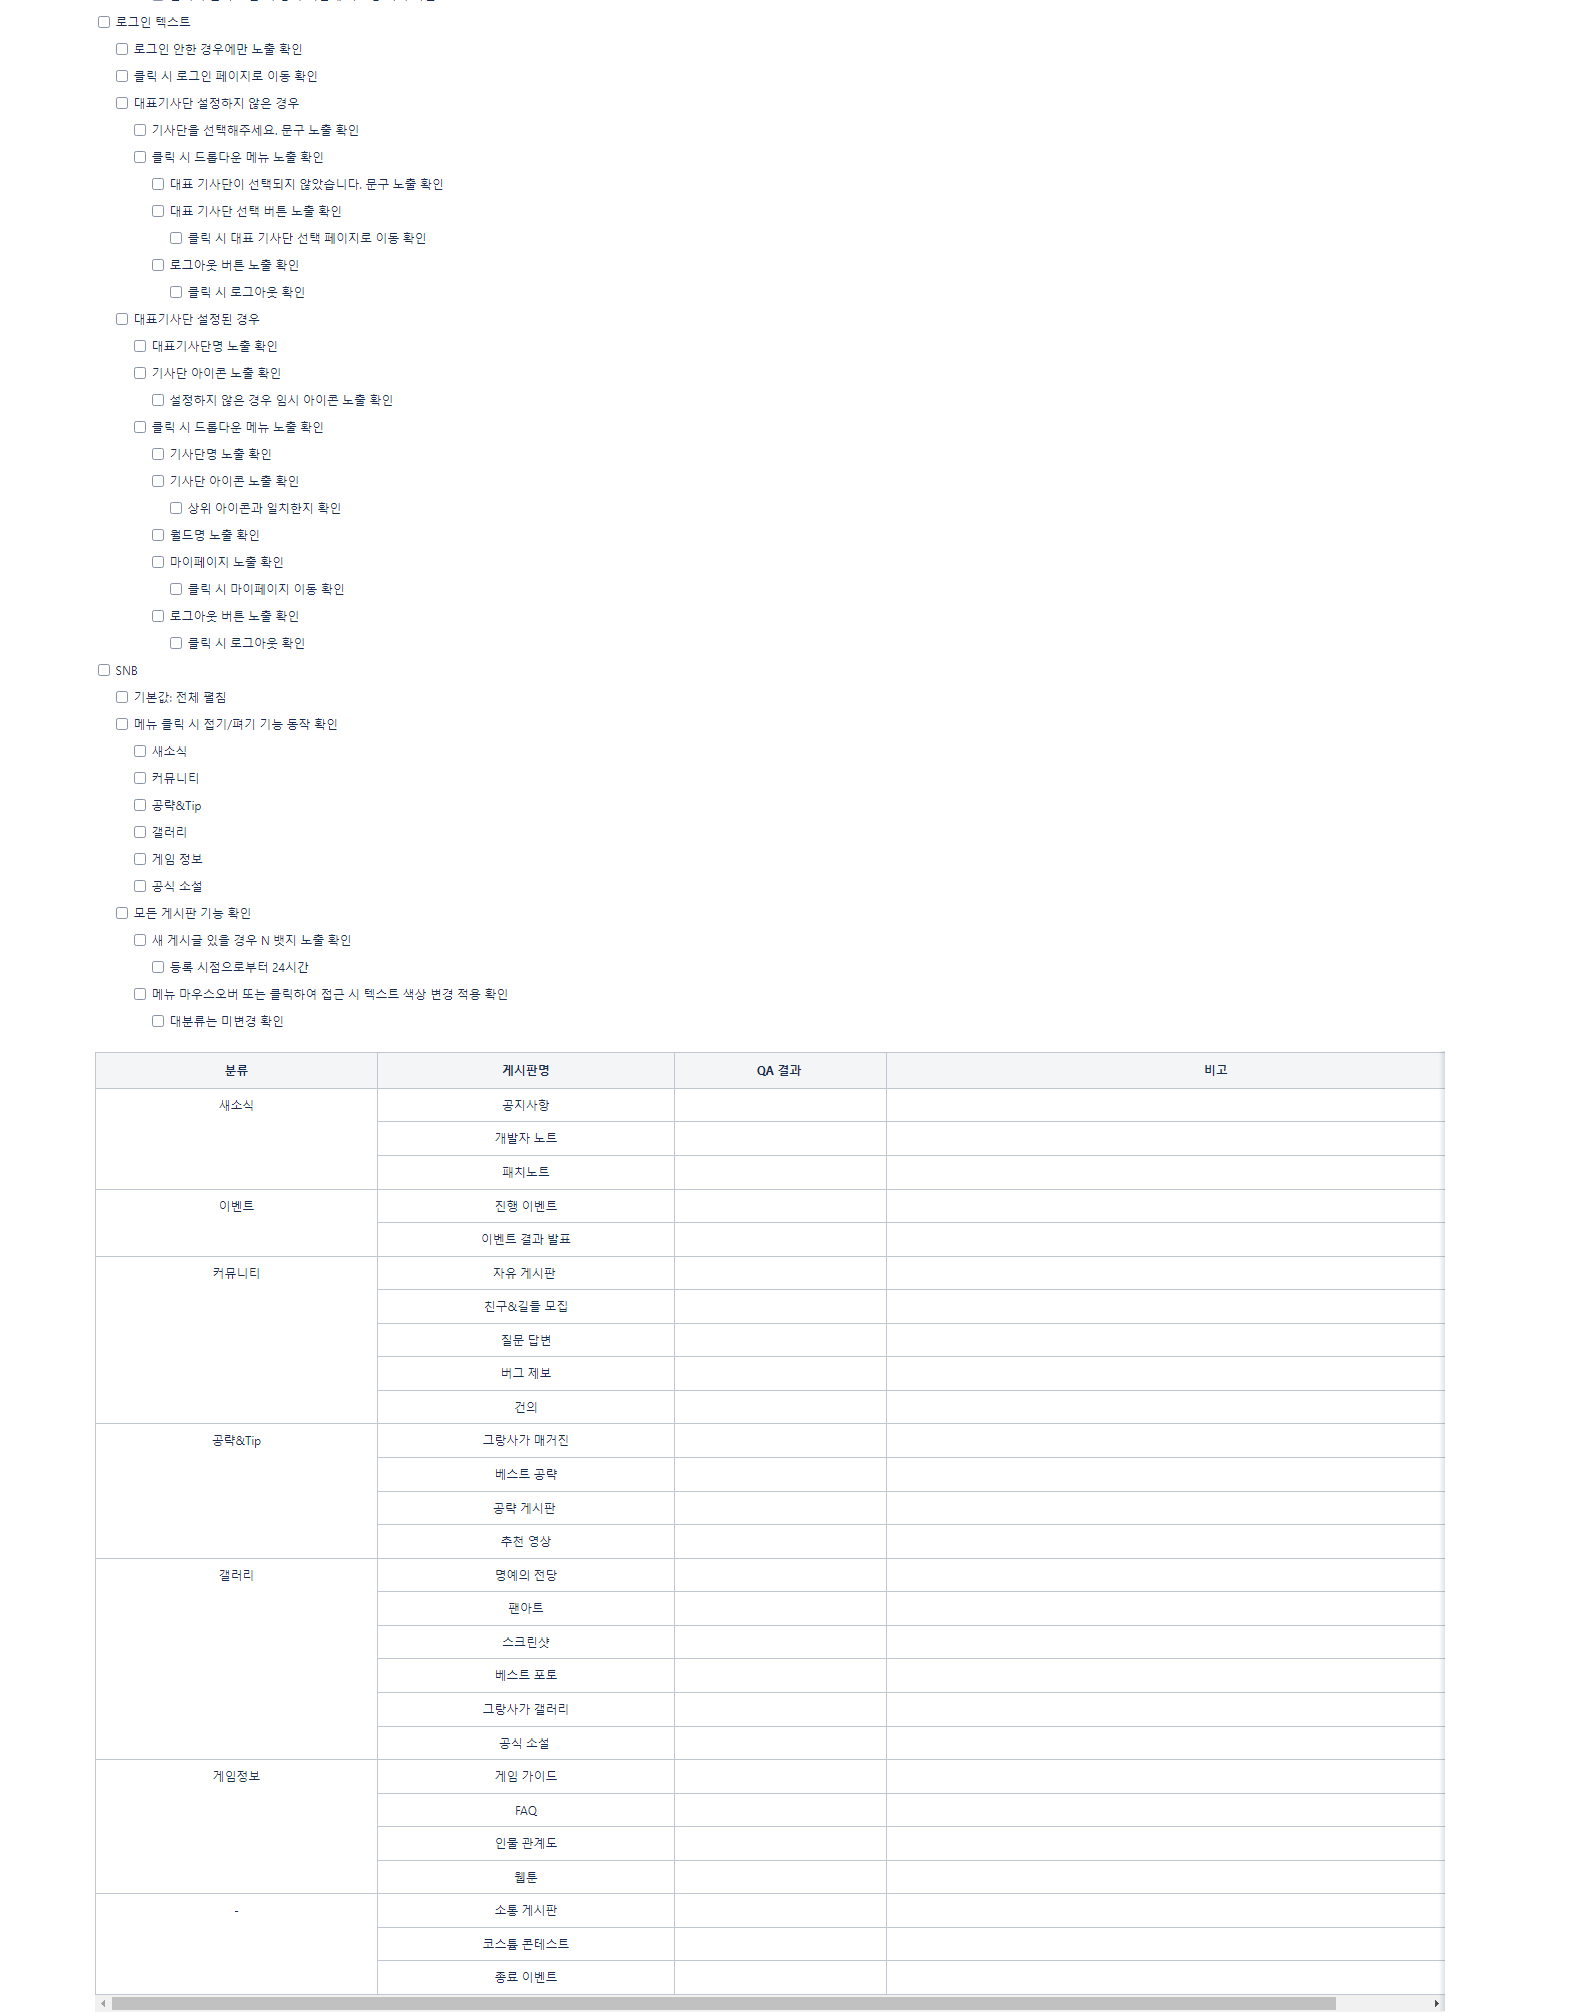 로그인 텍스트
로그인 안한 경우에만 노출 확인
클릭 시 로그인 페이지로 이동 확인
대표기사단 설정하지 않은 경우
기사단을 선택해주세요. 문구 노출 확인
클릭 시 드롭다운 메뉴 노출 확인
대표 기사단이 선택되지 않았습니다. 문구 노출 확인
대표 기사단 선택 버튼 노출 확인
클릭 시 대표 기사단 선택 페이지로 이동 확인
로그아웃 버튼 노출 확인
클릭 시 로그아웃 확인
대표기사단 설정된 경우
대표기사단명 노출 확인
기사단 아이콘 노출 확인
설정하지 않은 경우 임시 아이콘 노출 확인
클릭 시 드롭다운 메뉴 노출 확인
기사단명 노출 확인
기사단 아이콘 노출 확인
상위 아이콘과 일치한지 확인
월드명 노출 확인
마이페이지 노출 확인
클릭 시 마이페이지 이동 확인
로그아웃 버튼 노출 확인
클릭 시 로그아웃 확인
SNB
기본값: 전체 펼침
메뉴 클릭 시 접기/펴기 기능 동작 확인
새소식
커뮤니티
공략&Tip
갤러리
게임 정보
공식 소설
모든 게시판 기능 확인
새 게시글 있을 경우 N 뱃지 노출 확인
등록 시점으로부터 24시간
메뉴 마우스오버 또는 클릭하여 접근 시 텍스트 색상 변경 적용 확인
대분류는 미변경 확인
분류 게시판명 QA 결과 비고
새소식 공지사항
개발자 노트
패치노트
이벤트 진행 이벤트
이벤트 결과 발표
커뮤니티 자유 게시판
친구&길들 모집
질문 답변
버그 제보
건의
공략&Tip 그랑사가 매거진
베스트 공략
공략 게시판
추천 영상
갤러리 명예의 전당
팬아트
스크린샷
베스트 포토
그랑사가 갤러리
공식 소설
게임정보 게임 가이드
FAQ
인물 관계도
웹툰
- 소통 게시판
코스튬 콘테스트
종료 이벤트